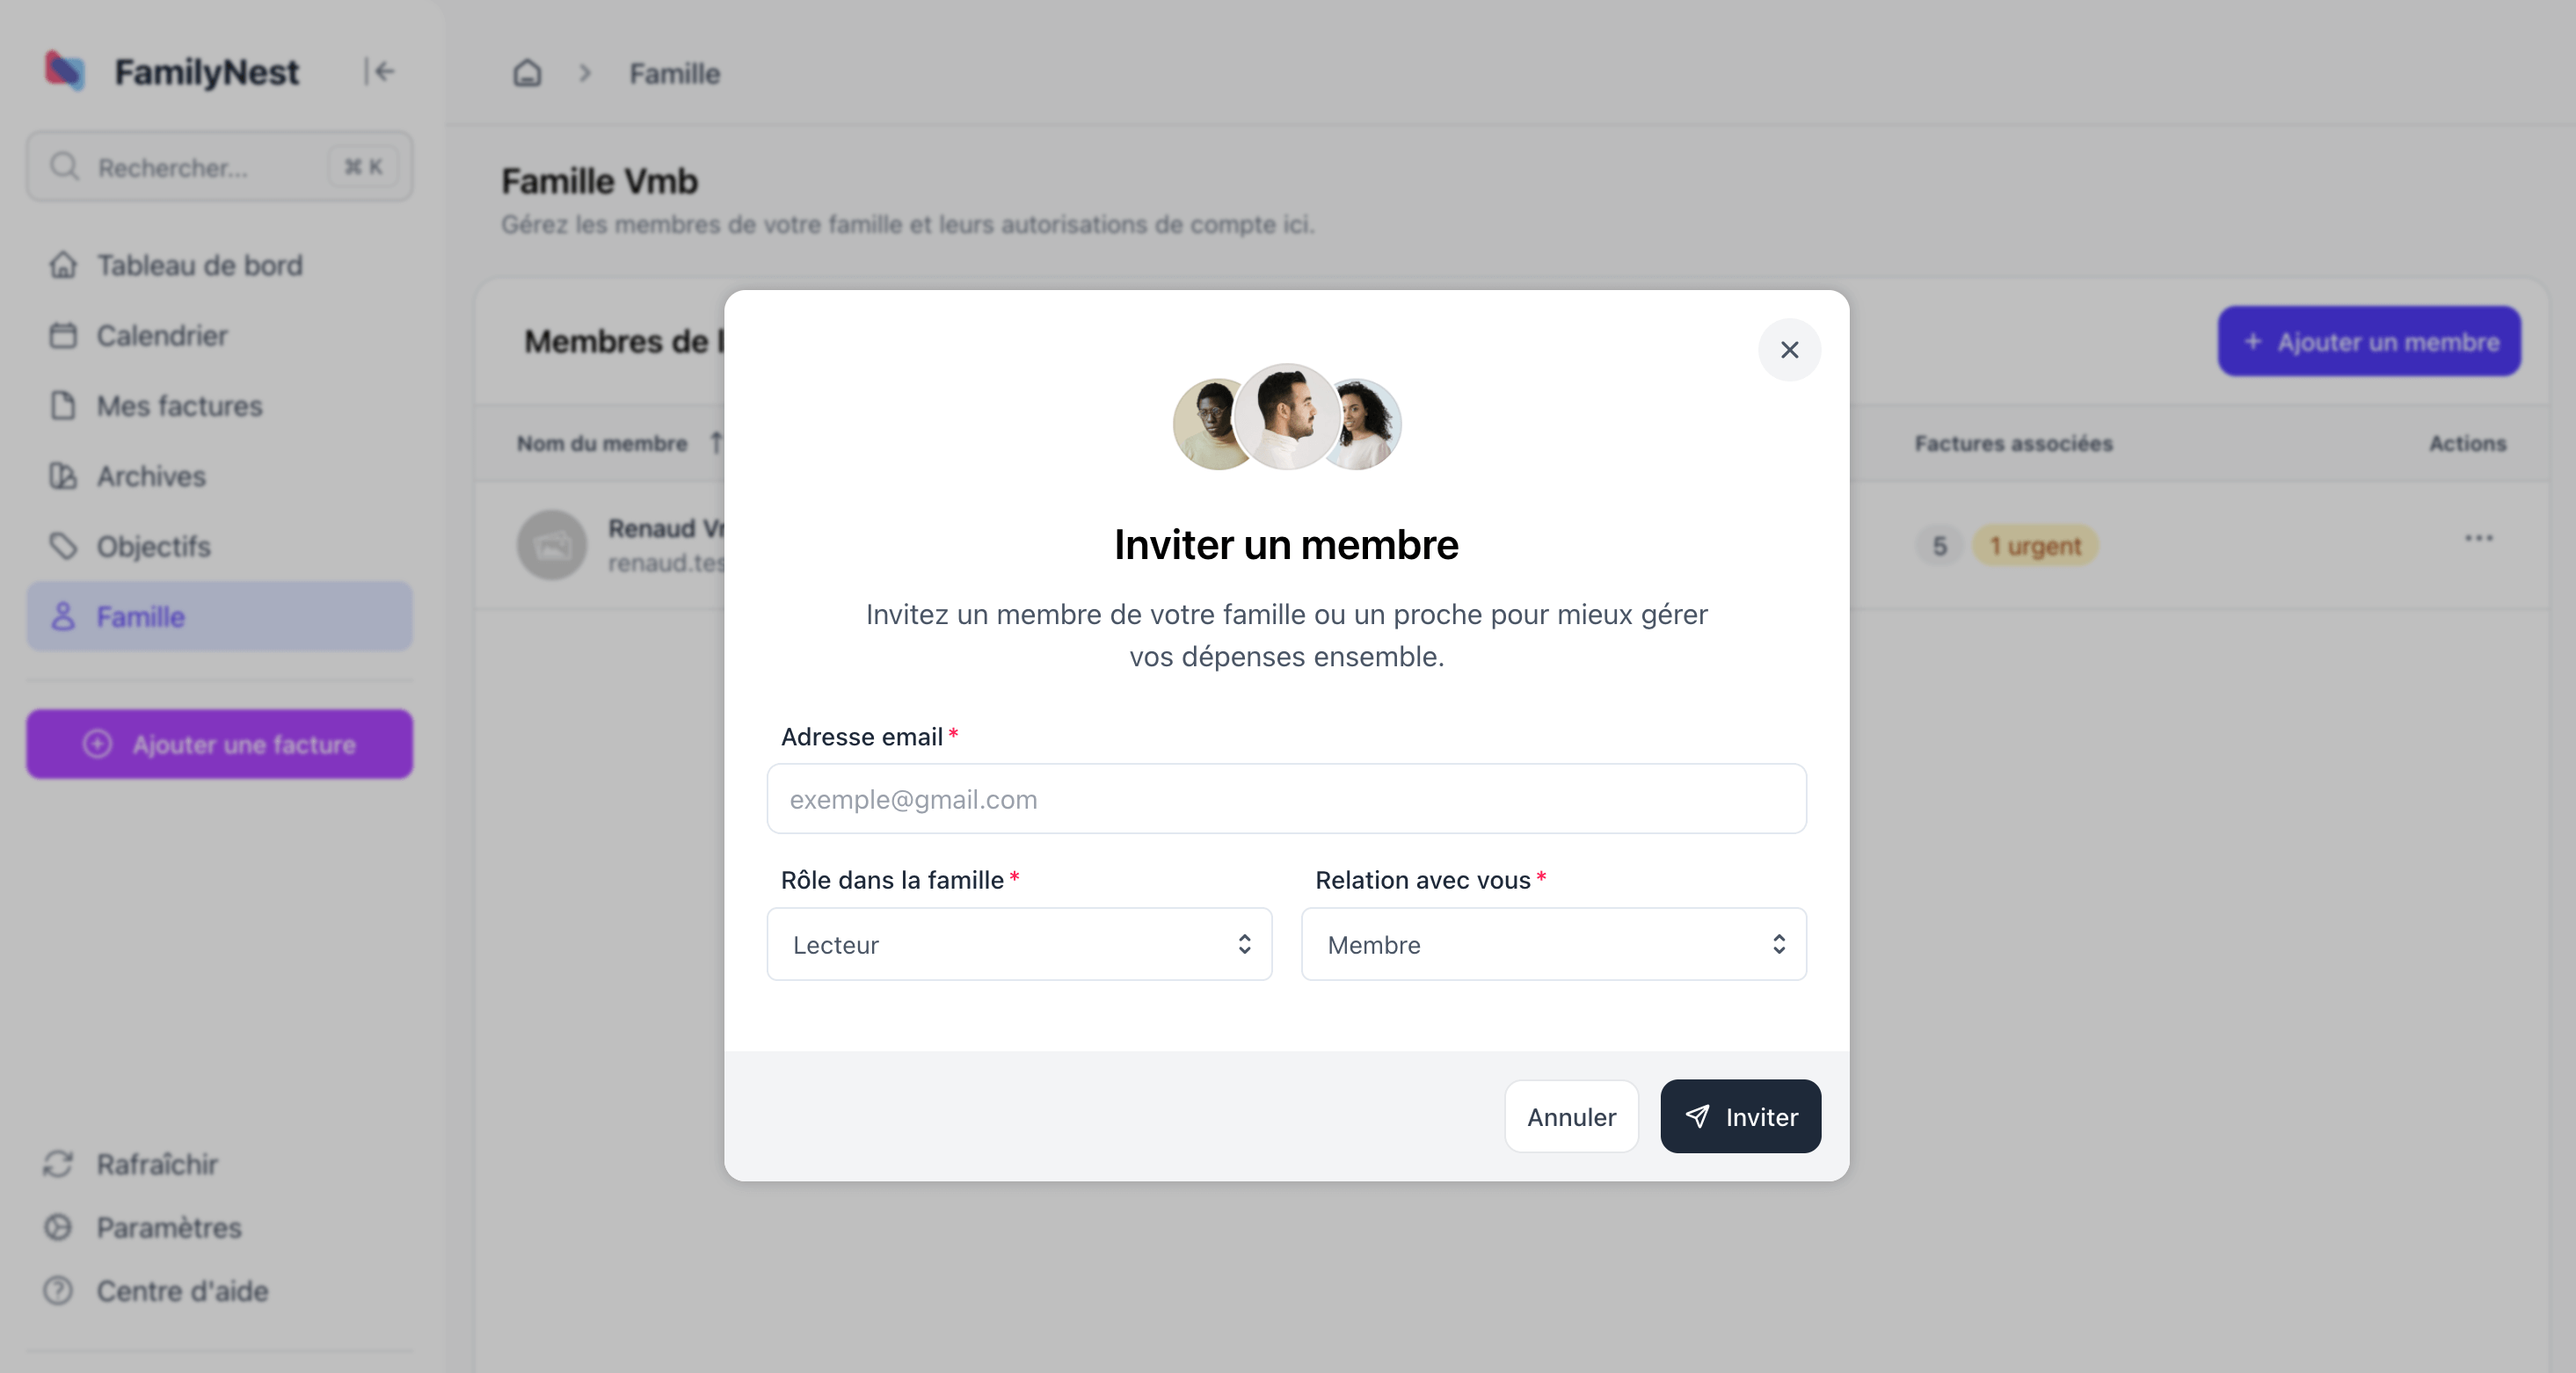 FamilyNest
Rechercher...
⌘ K
Tableau de bord
Calendrier
Mes factures
Archives
Objectifs
Famille
Ajouter une facture
Rafraîchir
Paramètres
Centre d'aide
Famille
Famille Vmb
Gérez les membres de votre famille et leurs autorisations de compte ici.
Membres de
+ Ajouter un membre
Nom du membre
Factures associées
Actions
Renaud
renaud.tes
5
1 urgent
Inviter un membre
Invitez un membre de votre famille ou un proche pour mieux gérer
vos dépenses ensemble.
Adresse email*
exemple@gmail.com
Rôle dans la famille*
Relation avec vous*
Lecteur
Membre
Annuler
Inviter